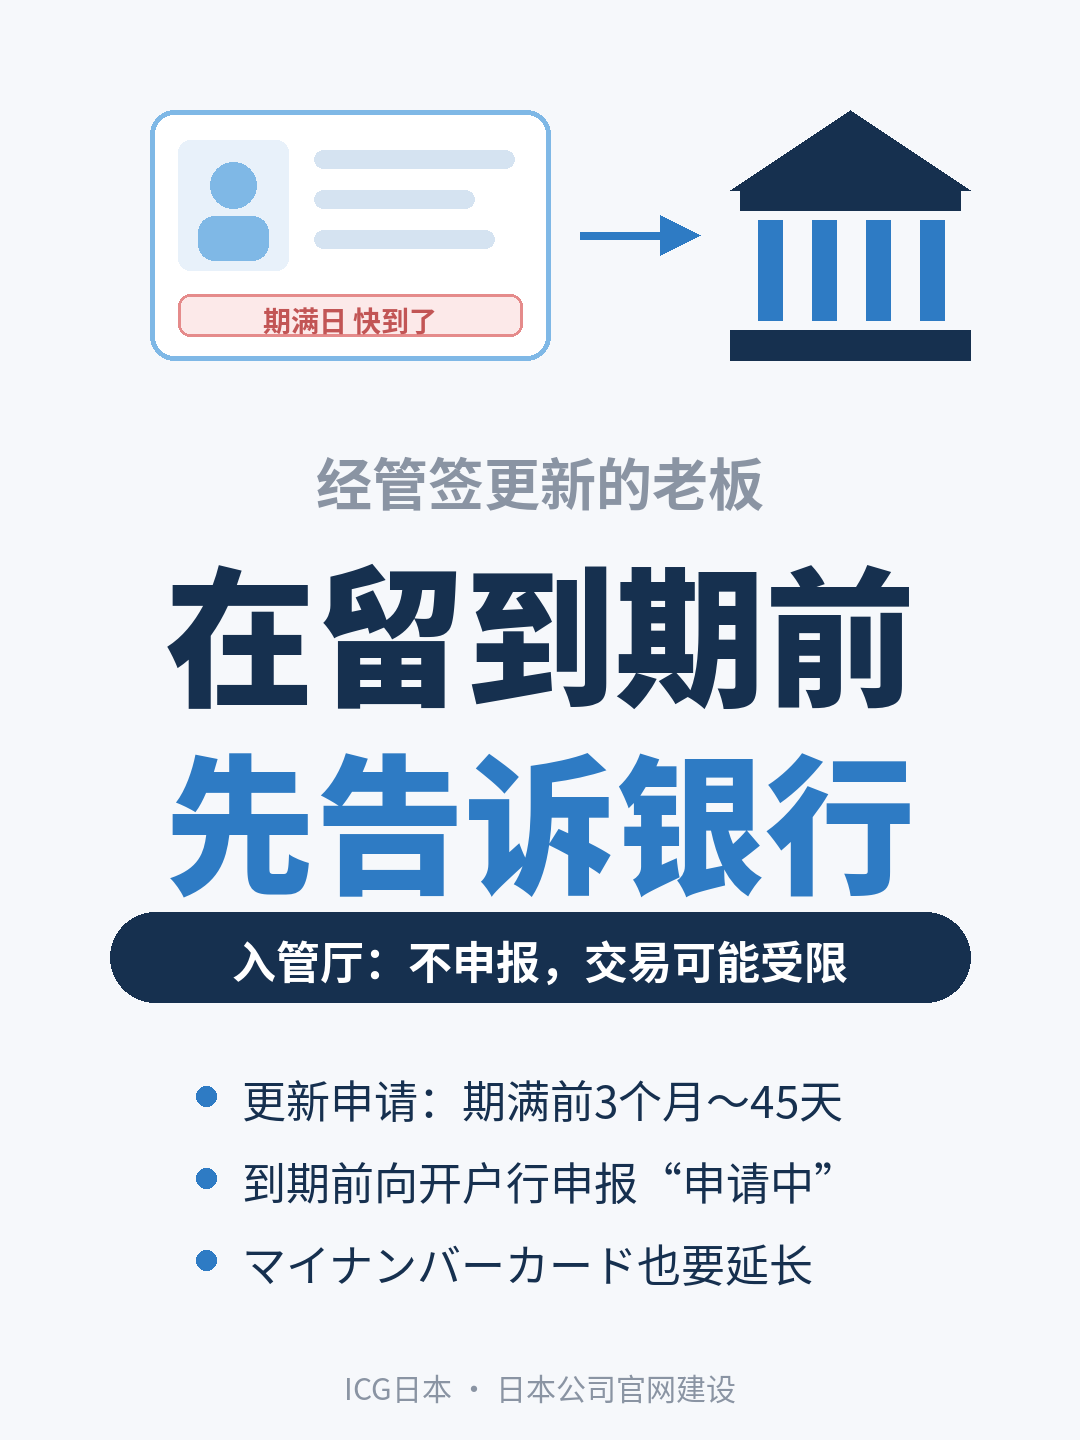 期满日 快到了
经管签更新的老板
在留到期前
先告诉银行
入管厅：不申报，交易可能受限
更新申请：期满前3个月～45天
到期前向开户行申报“申请中”
マイナンバーカード也要延长
ICG日本 · 日本公司官网建设